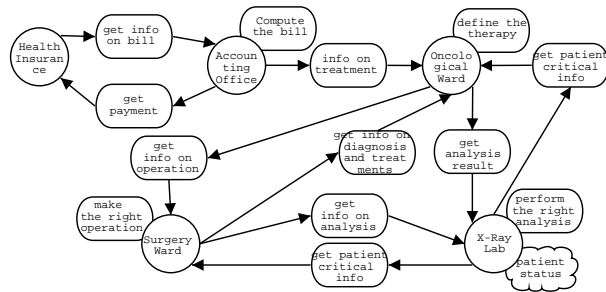 Health
Insuran
ce
get info
on bill
get
payment
Accoun
ting
Office
Compute
the bill
info on
treatment
Oncolo
gical
Ward
define the
therapy
get patient
critical
info
get
info on
operation
get info on
diagnosis
and treat
ments
get
analysis
result
make
the right
operation
Surgery
Ward
get
info on
analysis
get patient
critical
info
X-Ray
Lab
perform
the right
analysis
patient
status